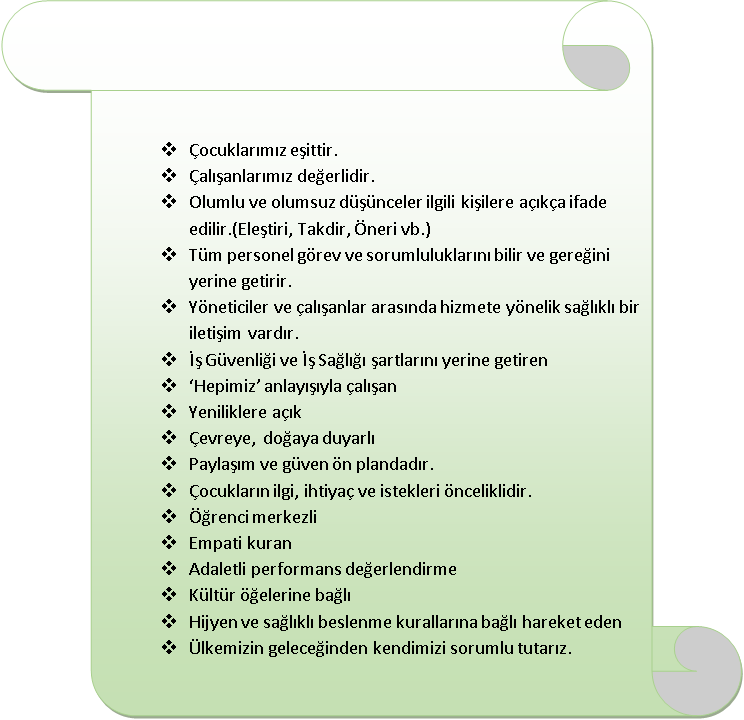 ❖ Çocuklarımız eşittir.
❖ Çalışanlarımız değerlidir.
❖ Olumlu ve olumsuz düşünceler ilgili kişilere açıkça ifade
edilir.(Eleştiri, Takdir, Öneri vb.)
❖ Tüm personel görev ve sorumluluklarını bilir ve gereğini
yerine getirir.
❖ Yöneticiler ve çalışanlar arasında hizmete yönelik sağlıklı bir
iletişim vardır.
❖ İş Güvenliği ve İş Sağlığı şartlarını yerine getiren
❖ ‘Hepimiz’ anlayışıyla çalışan
❖ Yeniliklere açık
❖ Çevreye, doğaya duyarlı
❖ Paylaşım ve güven ön plandadır.
❖ Çocukların ilgi, ihtiyaç ve istekleri önceliklidir.
❖ Öğrenci merkezli
❖ Empati kuran
❖ Adaletli performans değerlendirme
❖ Kültür öğelerine bağlı
❖ Hijyen ve sağlıklı beslenme kurallarına bağlı hareket eden
❖ Ülkemizin geleceğinden kendimizi sorumlu tutarız.